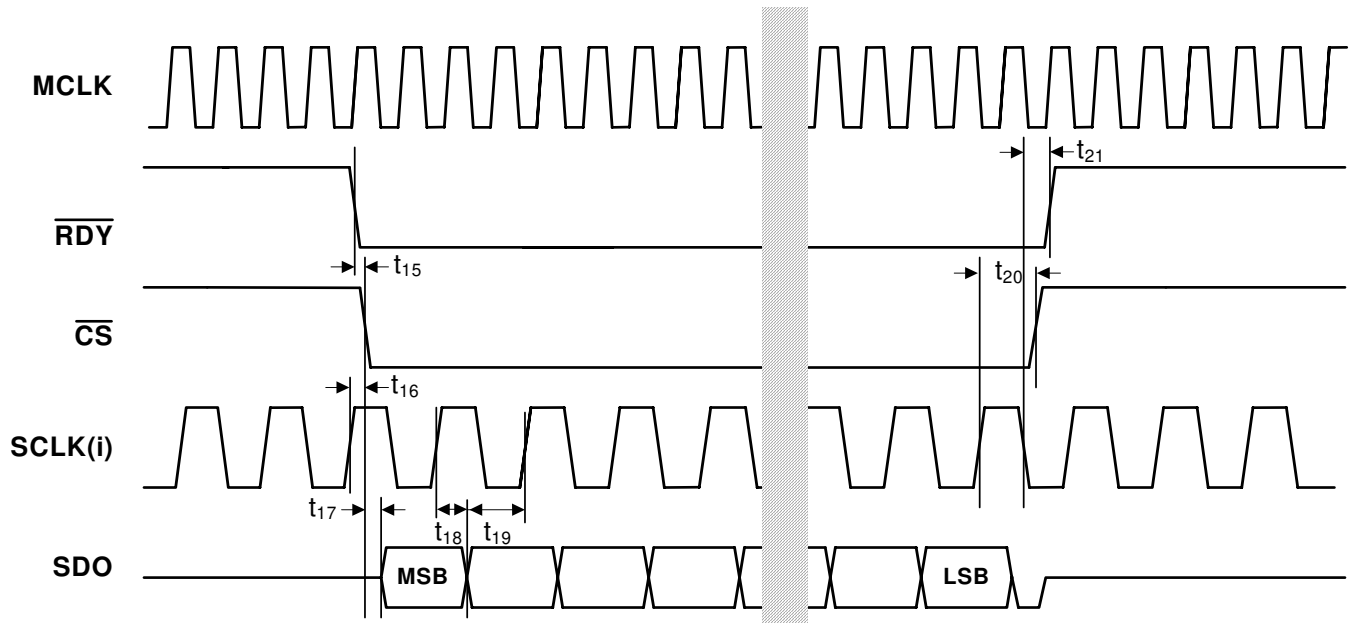 MCLK
t21
RDY
t15
t20
CS
t16
SCLK(i)
t17
t18
t19
SDO
MSB
LSB